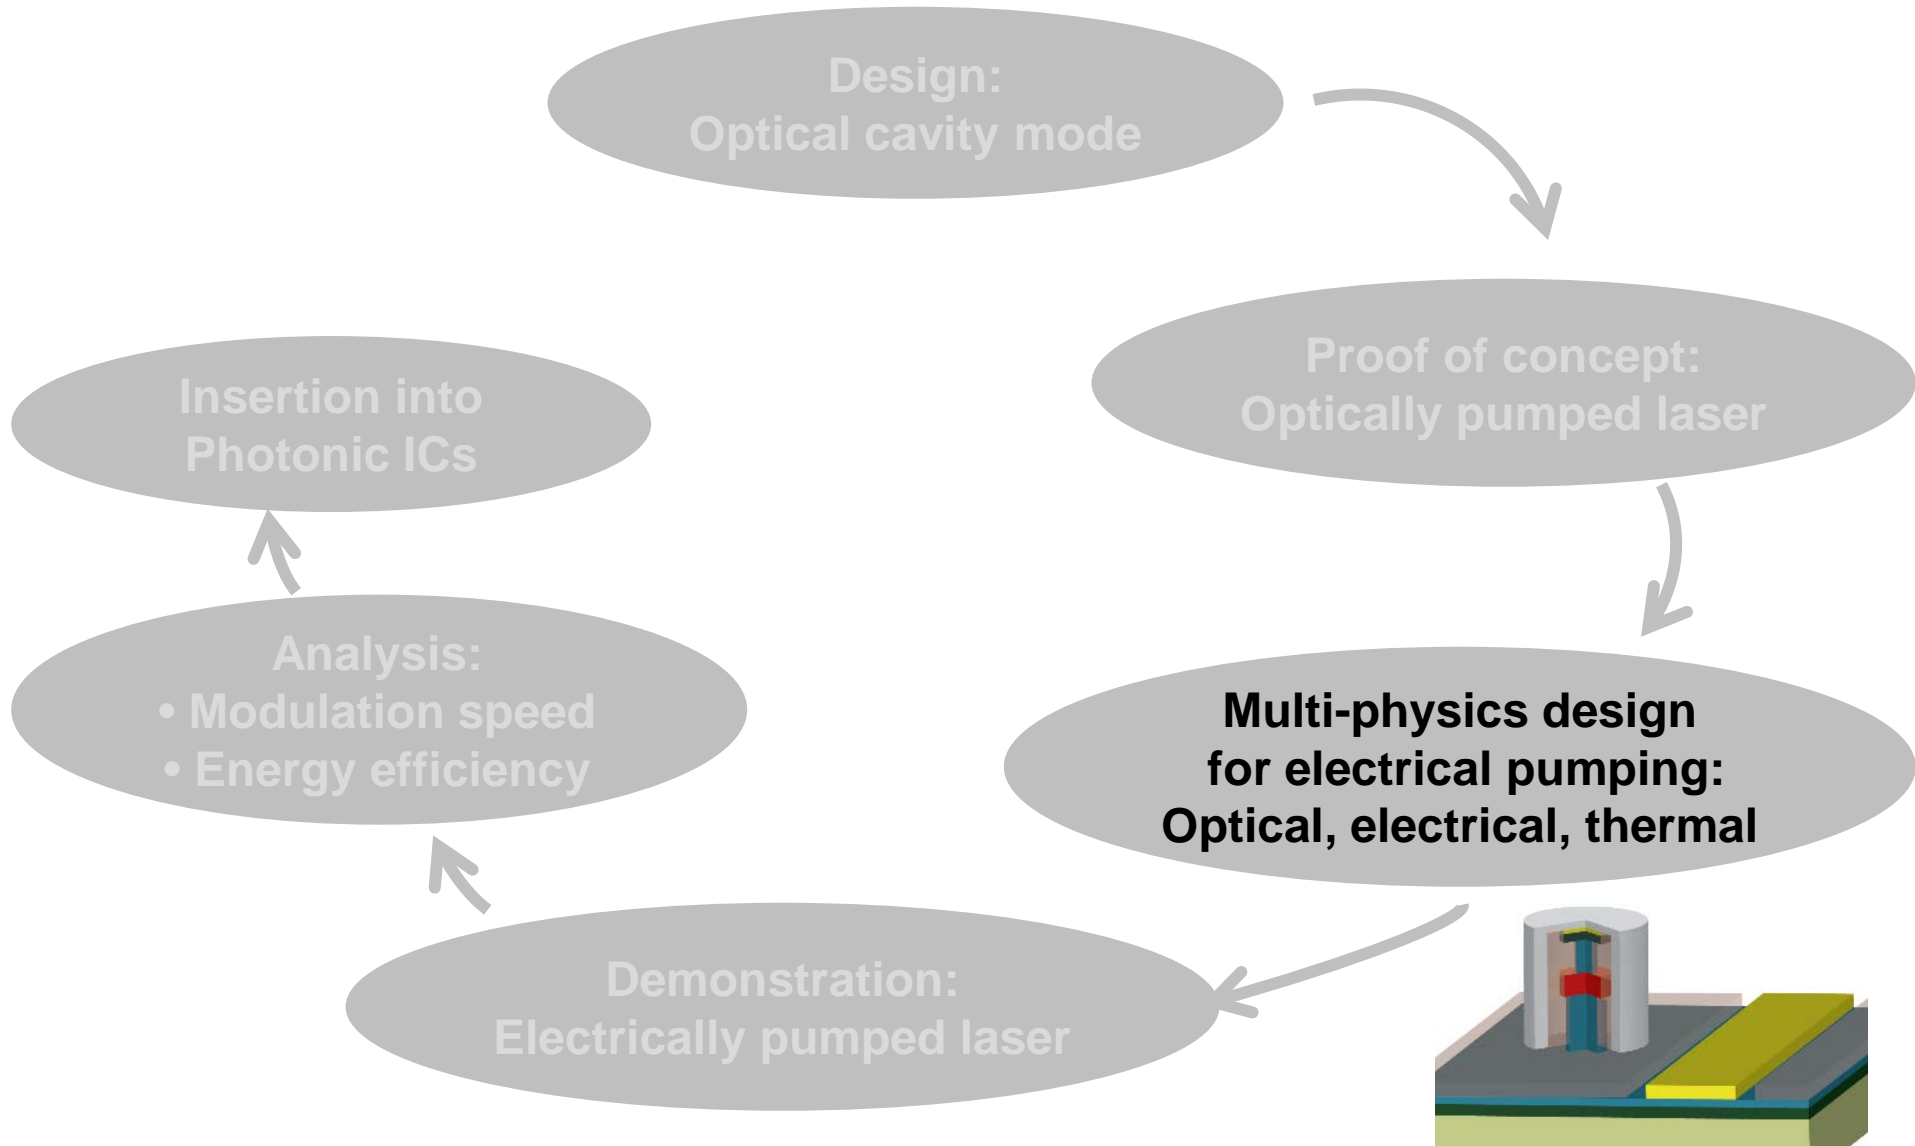 Design:
Optical cavity mode
Proof of concept:
Optically pumped laser
Multi-physics design
for electrical pumping:
Optical, electrical, thermal
Demonstration:
Electrically pumped laser
Analysis:
• Modulation speed
• Energy efficiency
Insertion into
Photonic ICs